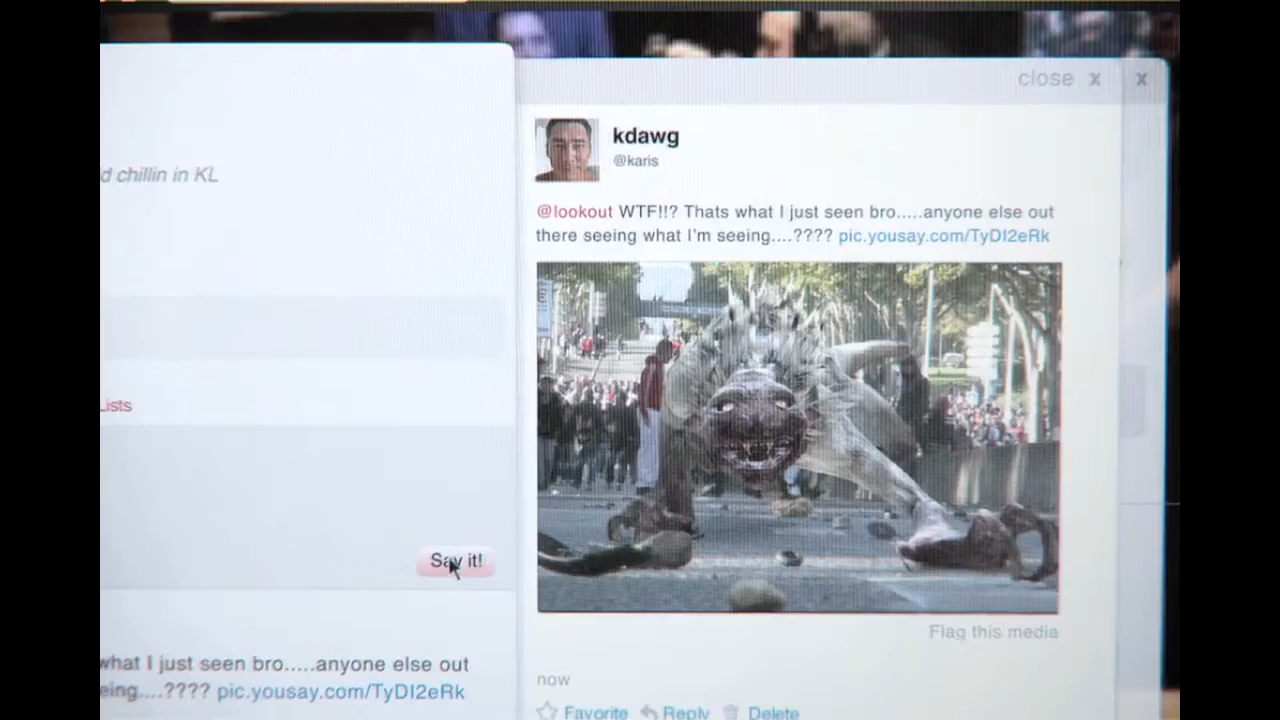 d chillin in KL
Lists
Say it!
what I just seen bro.....anyone else out
eing....???? pic.yousay.com/TyDI2eRk
close x
x
kdawg
@karis
@lookout WTF!!? Thats what I just seen bro.....anyone else out
there seeing what I'm seeing....???? pic.yousay.com/TyDI2eRk
Flag this media
now
Favorite Reply Delete